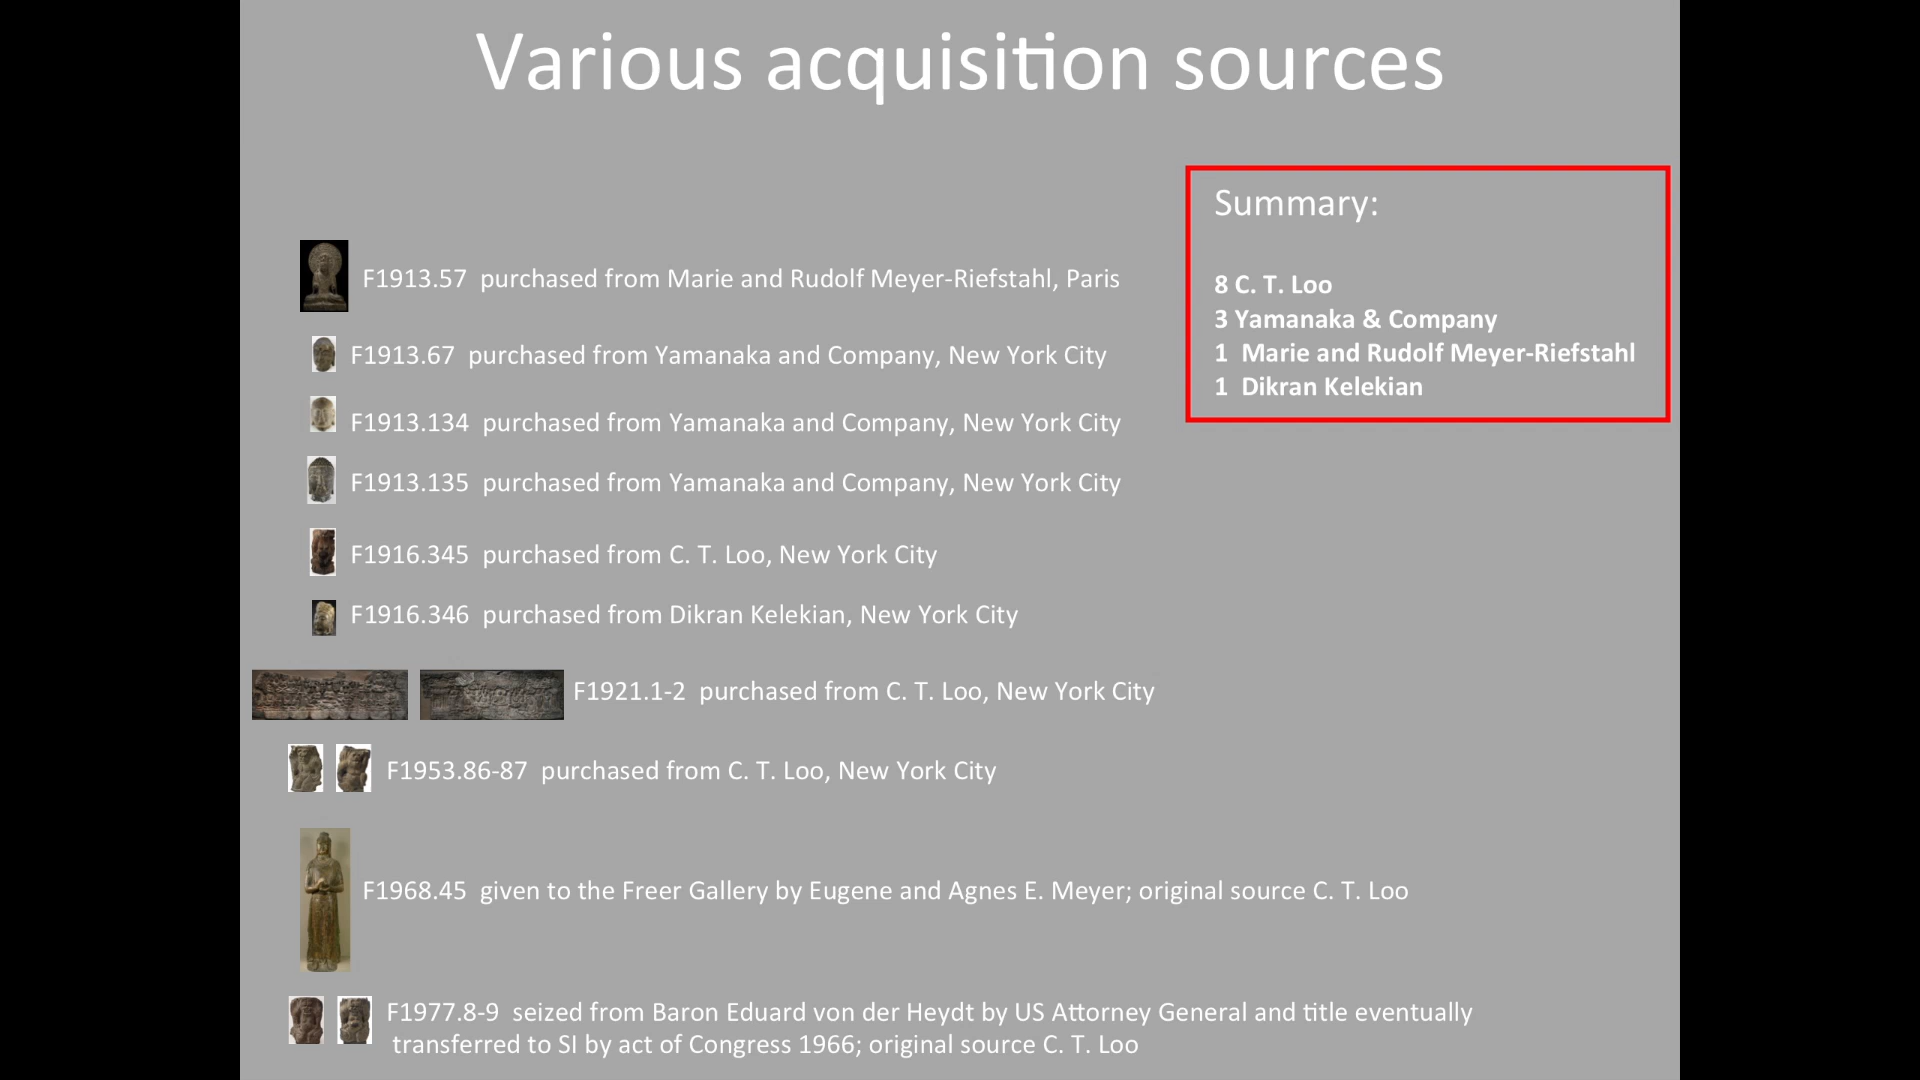 Various acquisition sources
Summary:
8 C. T. Loo
3 Yamanaka & Company
1 Marie and Rudolf Meyer-Riefstahl
1 Dikran Kelekian
F1913.57 purchased from Marie and Rudolf Meyer-Riefstahl, Paris
F1913.67 purchased from Yamanaka and Company, New York City
F1913.134 purchased from Yamanaka and Company, New York City
F1913.135 purchased from Yamanaka and Company, New York City
F1916.345 purchased from C. T. Loo, New York City
F1916.346 purchased from Dikran Kelekian, New York City
F1921.1-2 purchased from C. T. Loo, New York City
F1953.86-87 purchased from C. T. Loo, New York City
F1968.45 given to the Freer Gallery by Eugene and Agnes E. Meyer; original source C. T. Loo
F1977.8-9 seized from Baron Eduard von der Heydt by US Attorney General and title eventually
transferred to SI by act of Congress 1966; original source C. T. Loo